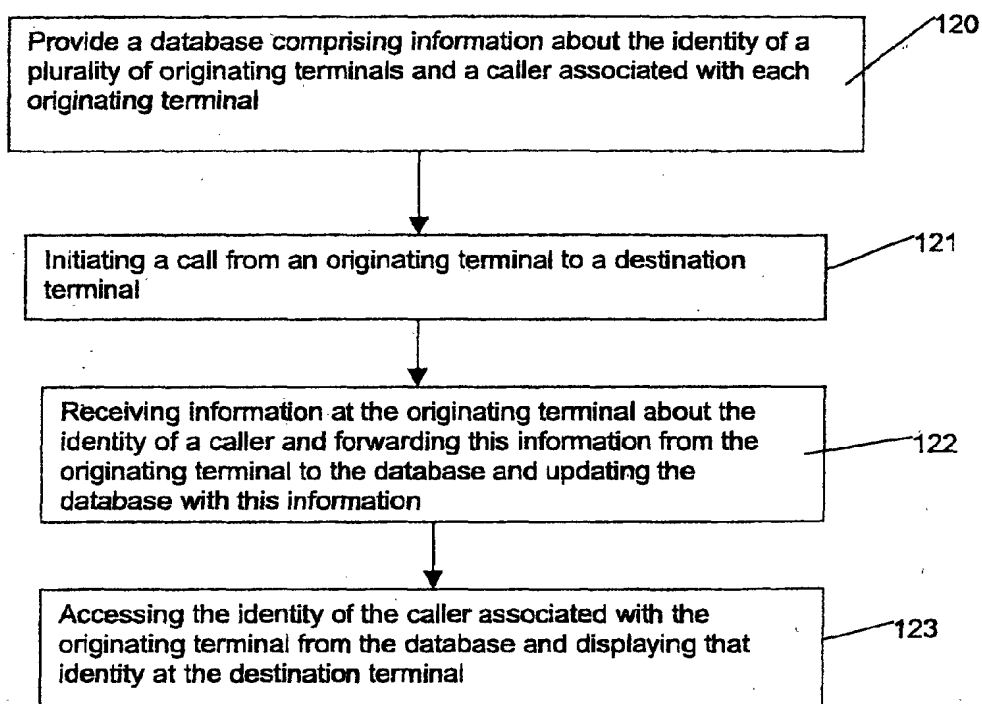 Provide a database comprising information about the identity of a
plurality of originating terminals and a caller associated with each
originating terminal
120
Initiating a call from an originating terminal to a destination
terminal
121
Receiving information at the originating terminal about the
identity of a caller and forwarding this information from the
originating terminal to the database and updating the
database with this information
122
Accessing the identity of the caller associated with the
originating terminal from the database and displaying that
identity at the destination terminal
123